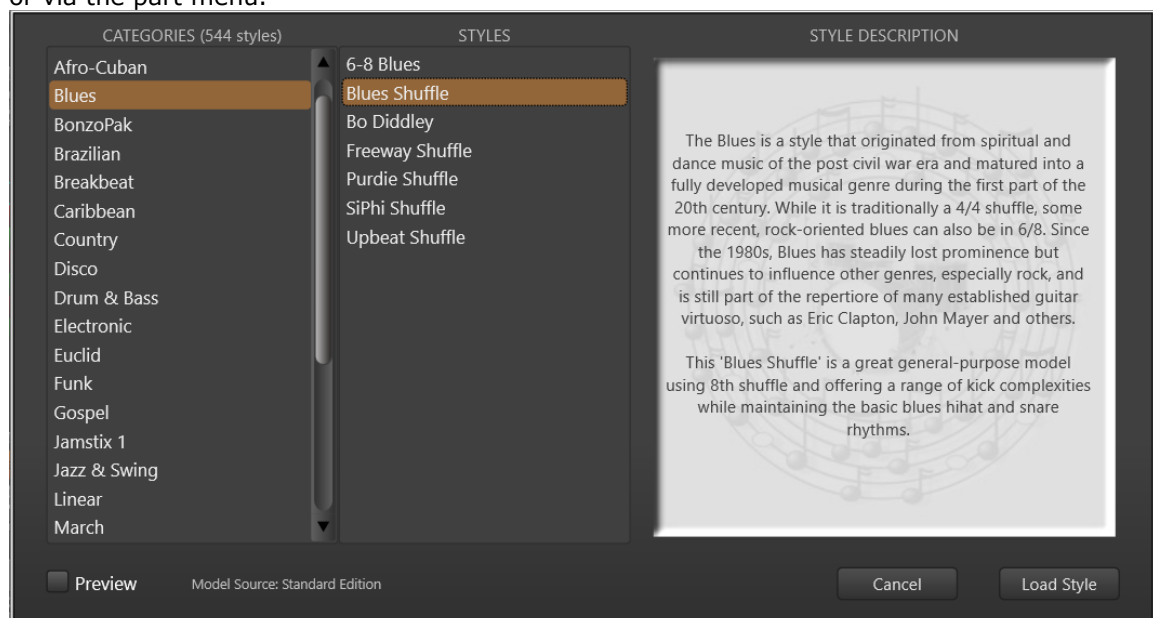 or via the part menu.
CATEGORIES (544 styles)
Afro-Cuban
Blues
BonzoPak
Brazilian
Breakbeat
Caribbean
Country
Disco
Drum & Bass
Electronic
Euclid
Funk
Gospel
Jamstix 1
Jazz & Swing
Linear
March
STYLES
6-8 Blues
Blues Shuffle
Bo Diddley
Freeway Shuffle
Purdie Shuffle
SiPhi Shuffle
Upbeat Shuffle
STYLE DESCRIPTION
The Blues is a style that originated from spiritual and
dance music of the post civil war era and matured into a
fully developed musical genre during the first part of the
20th century. While it is traditionally a 4/4 shuffle, some
more recent, rock-oriented blues can also be in 6/8. Since
the 1980s, Blues has steadily lost prominence but
continues to influence other genres, especially rock, and
is still part of the repertiore of many established guitar
virtuoso, such as Eric Clapton, John Mayer and others.
This 'Blues Shuffle' is a great general-purpose model
using 8th shuffle and offering a range of kick complexities
while maintaining the basic blues hihat and snare
rhythms.
Preview
Model Source: Standard Edition
Cancel
Load Style